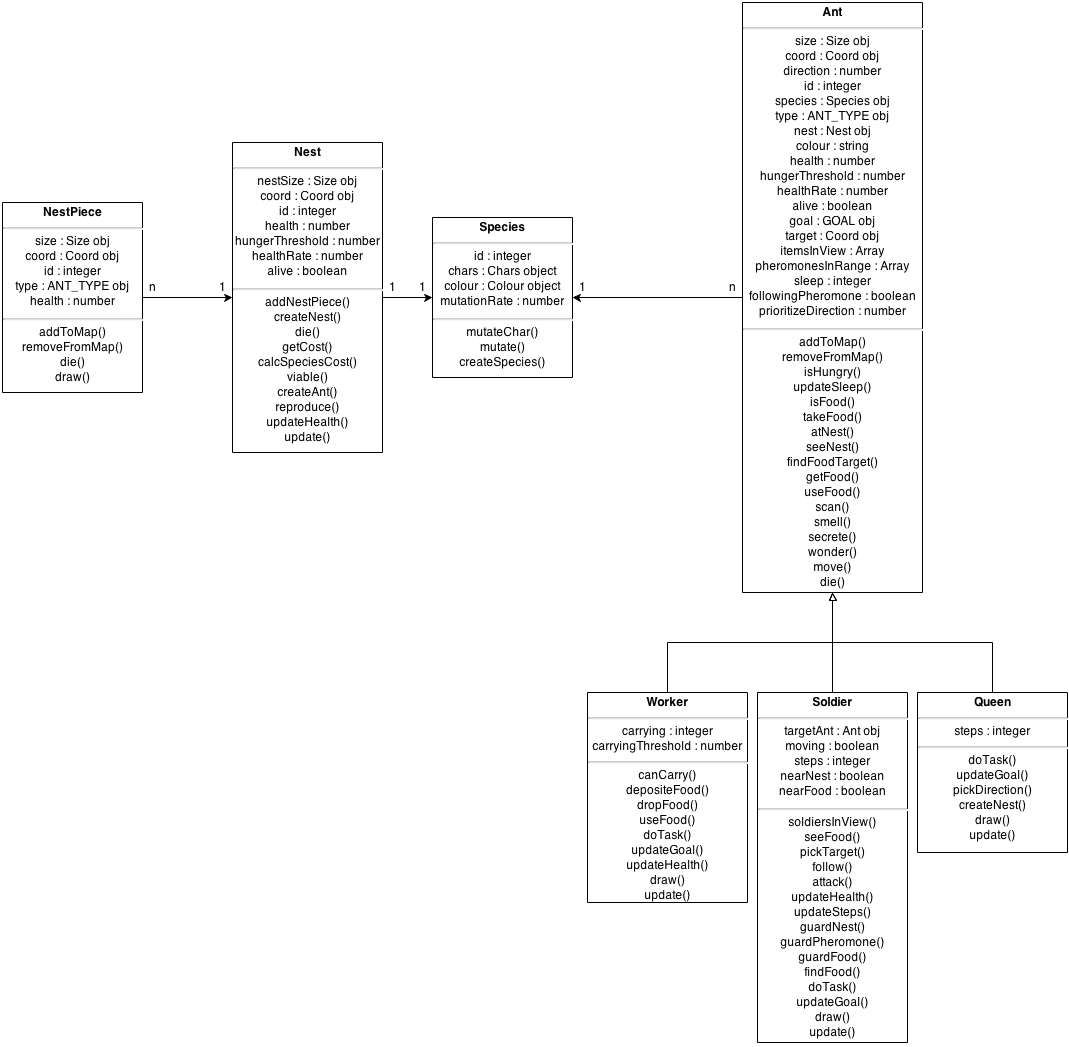 NestPiece
size : Size obj
coord : Coord obj
id : integer
type : ANT_TYPE obj
health : number
addToMap()
removeFromMap()
die()
draw()
n
1
Nest
nestSize : Size obj
coord : Coord obj
id : integer
health : number
hungerThreshold : number
healthRate : number
alive : boolean
addNestPiece()
createNest()
die()
getCost()
calcSpeciesCost()
viable()
createAnt()
reproduce()
updateHealth()
update()
1
1
Species
id : integer
chars : Chars object
colour : Colour object
mutationRate : number
mutateChar()
mutate()
createSpecies()
1
n
Ant
size : Size obj
coord : Coord obj
direction : number
id : integer
species : Species obj
type : ANT_TYPE obj
nest : Nest obj
colour : string
health : number
hungerThreshold : number
healthRate : number
alive : boolean
goal : GOAL obj
target : Coord obj
itemsInView : Array
pheromonesInRange : Array
sleep : integer
followingPheromone : boolean
prioritizeDirection : number
addToMap()
removeFromMap()
isHungry()
updateSleep()
isFood()
takeFood()
atNest()
seeNest()
findFoodTarget()
getFood()
useFood()
scan()
smell()
secrete()
wonder()
move()
die()
Worker
carrying : integer
carryingThreshold : number
canCarry()
depositeFood()
dropFood()
useFood()
doTask()
updateGoal()
updateHealth()
draw()
update()
Soldier
targetAnt : Ant obj
moving : boolean
steps : integer
nearNest : boolean
nearFood : boolean
soldiersInView()
seeFood()
pickTarget()
follow()
attack()
updateHealth()
updateSteps()
guardNest()
guardPheromone()
guardFood()
findFood()
doTask()
updateGoal()
draw()
update()
Queen
steps : integer
doTask()
updateGoal()
pickDirection()
createNest()
draw()
update()